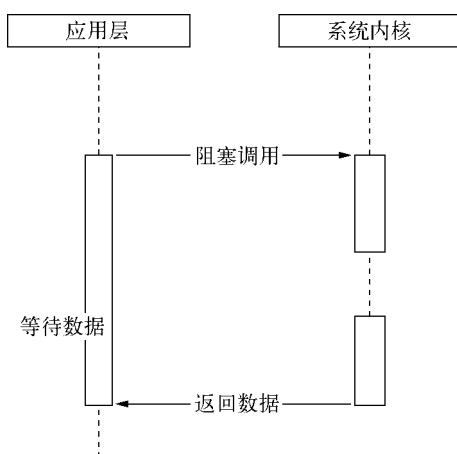 应用层
系统内核
阻塞调用
等待数据
返回数据